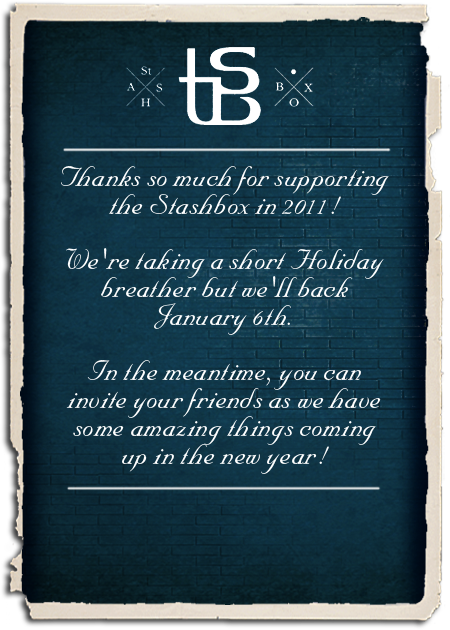 St
A S
H
tSB
B X
O
Thanks so much for supporting
the Stashbox in 2011!
We're taking a short Holiday
breather but we'll back
January 6th.
In the meantime, you can
invite your friends as we have
some amazing things coming
up in the new year!